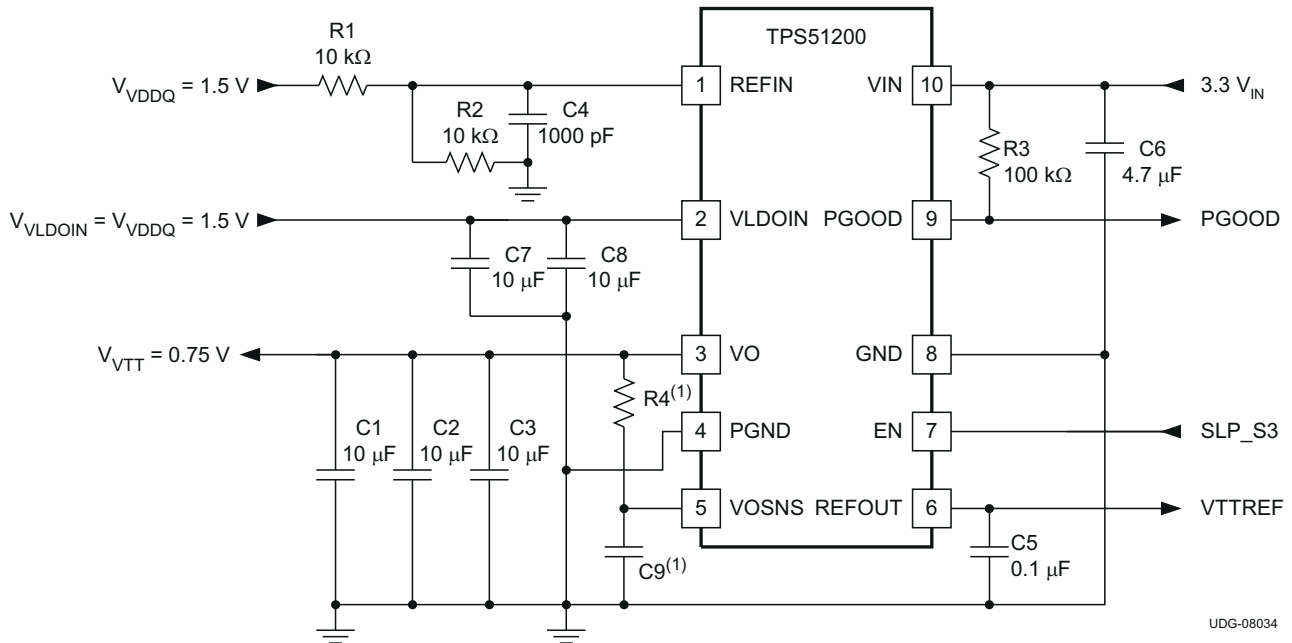 TPS51200
R1
10 kΩ
V_VDDQ = 1.5 V
1 REFIN
VIN 10
3.3 V_IN
R2
10 kΩ
C4
1000 pF
R3
100 kΩ
C6
4.7 μF
V_VLDOIN = V_VDDQ = 1.5 V
2 VLDOIN
PGOOD 9
PGOOD
C7
10 μF
C8
10 μF
V_VTT = 0.75 V
3 VO
GND 8
R4(1)
C1
10 μF
C2
10 μF
C3
10 μF
4 PGND
EN 7
SLP_S3
5 VOSNS
REFOUT 6
VTTREF
C9(1)
C5
0.1 μF
UDG-08034